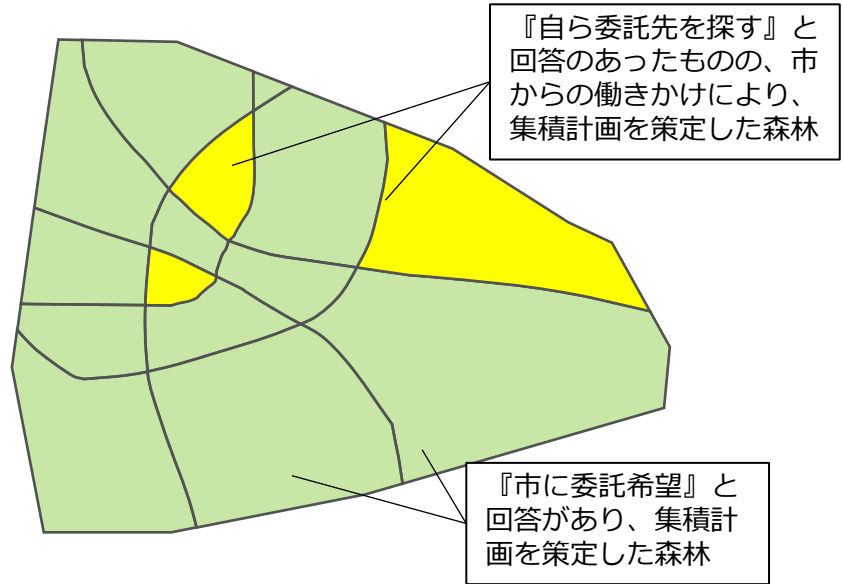 『自ら委託先を探す』と
回答のあったものの、市
からの働きかけにより、
集積計画を策定した森林
『市に委託希望』と
回答があり、集積計
画を策定した森林